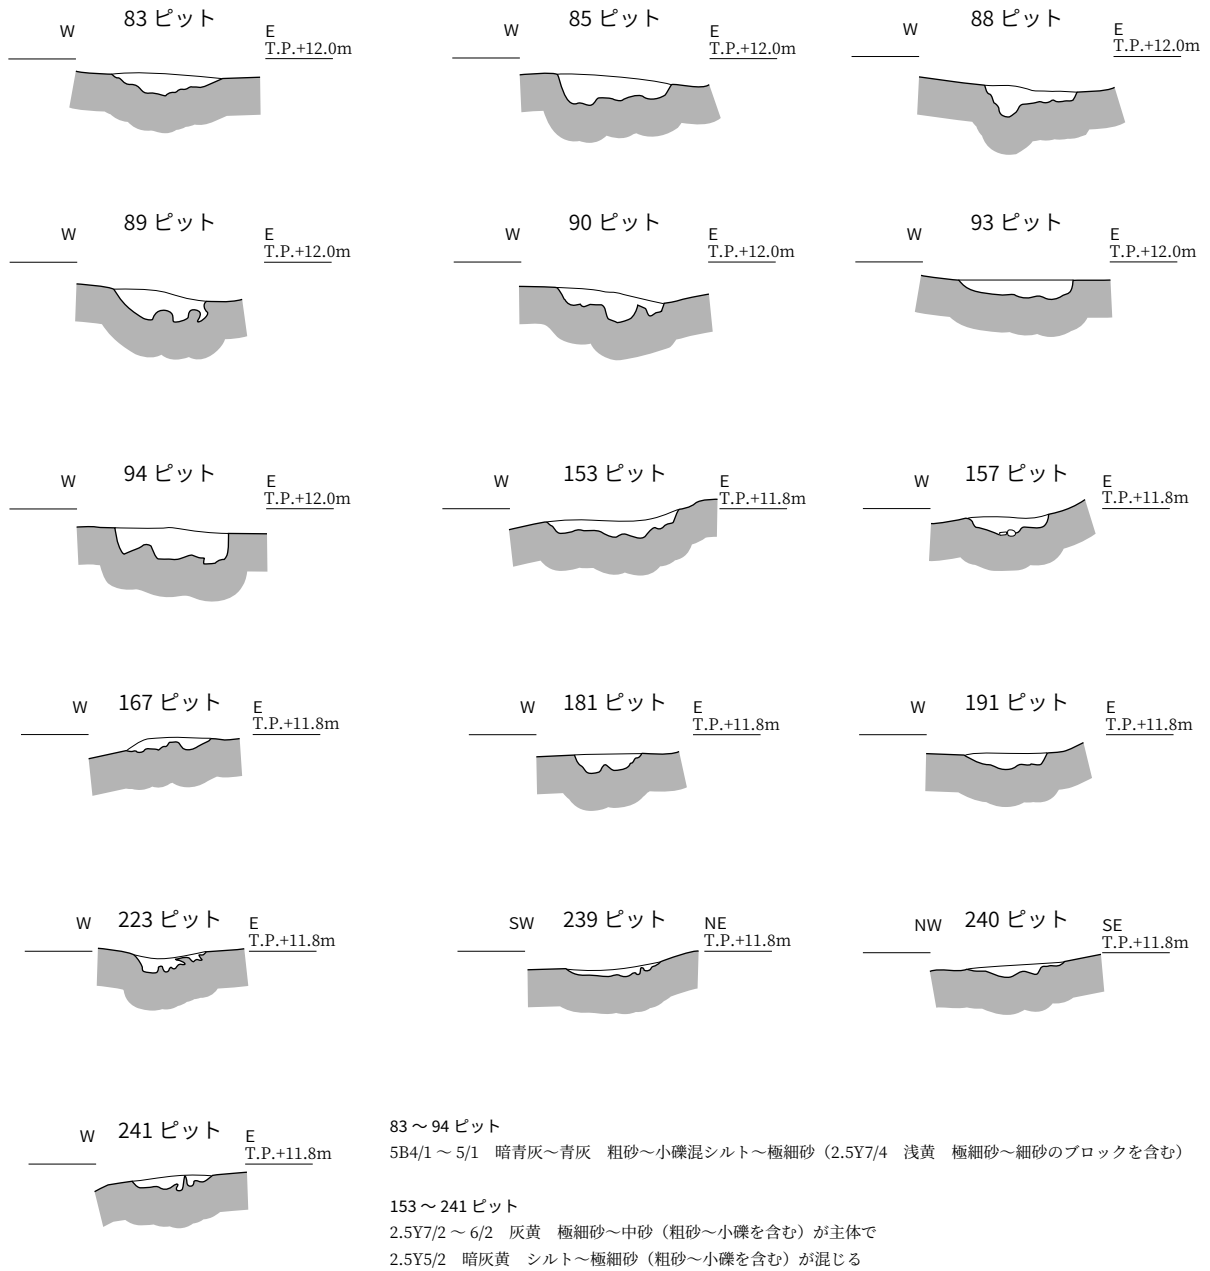 83 ピット
W
E
T.P.+12.0m
85 ピット
W
E
T.P.+12.0m
88 ピット
W
E
T.P.+12.0m
89 ピット
W
E
T.P.+12.0m
90 ピット
W
E
T.P.+12.0m
93 ピット
W
E
T.P.+12.0m
94 ピット
W
E
T.P.+12.0m
153 ピット
W
E
T.P.+11.8m
157 ピット
W
E
T.P.+11.8m
167 ピット
W
E
T.P.+11.8m
181 ピット
W
E
T.P.+11.8m
191 ピット
W
E
T.P.+11.8m
223 ピット
W
E
T.P.+11.8m
239 ピット
SW
NE
T.P.+11.8m
240 ピット
NW
SE
T.P.+11.8m
241 ピット
W
E
T.P.+11.8m
83 ～ 94 ピット
5B4/1 ～ 5/1　暗青灰～青灰　粗砂～小礫混シルト～極細砂（2.5Y7/4　浅黄　極細砂～細砂のブロックを含む）
153 ～ 241 ピット
2.5Y7/2 ～ 6/2　灰黄　極細砂～中砂（粗砂～小礫を含む）が主体で
2.5Y5/2　暗灰黄　シルト～極細砂（粗砂～小礫を含む）が混じる